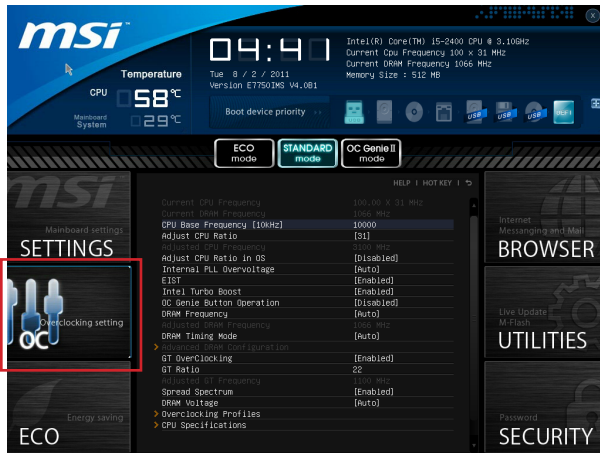 msi
Temperature
CPU 58°C
Mainboard
System 29°C
04:41
Tue 8 / 2 / 2011
Version E7750IMS V4.0B1
Intel(R) Core(TM) i5-2400 CPU @ 3.10GHz
Current Cpu Frequency 100 x 31 MHz
Current DRAM Frequency 1066 MHz
Memory Size : 512 MB
Boot device priority
USB
USB
USB
UEFI
ECO
mode
STANDARD
mode
OC Genie II
mode
HELP | HOT KEY |
msi
Mainboard settings
SETTINGS
Overclocking setting
OC
Energy saving
ECO
Current CPU Frequency 100.00 X 31 MHz
Current DRAM Frequency 1066 MHz
CPU Base Frequency [10kHz] 10000
Adjust CPU Ratio [31]
Adjusted CPU Frequency 3100 MHz
Adjust CPU Ratio in OS [Disabled]
Internal PLL Overvoltage [Auto]
EIST [Enabled]
Intel Turbo Boost [Enabled]
OC Genie Button Operation [Disabled]
DRAM Frequency [Auto]
Adjusted DRAM Frequency 1066 MHz
DRAM Timing Mode [Auto]
> Advanced DRAM Configuration
GT OverClocking [Enabled]
GT Ratio 22
Adjusted GT Frequency 1100 MHz
Spread Spectrum [Enabled]
DRAM Voltage [Auto]
> Overclocking Profiles
> CPU Specifications
Internet
Messanging and Mail
BROWSER
Live Update
M-Flash
UTILITIES
Password
SECURITY